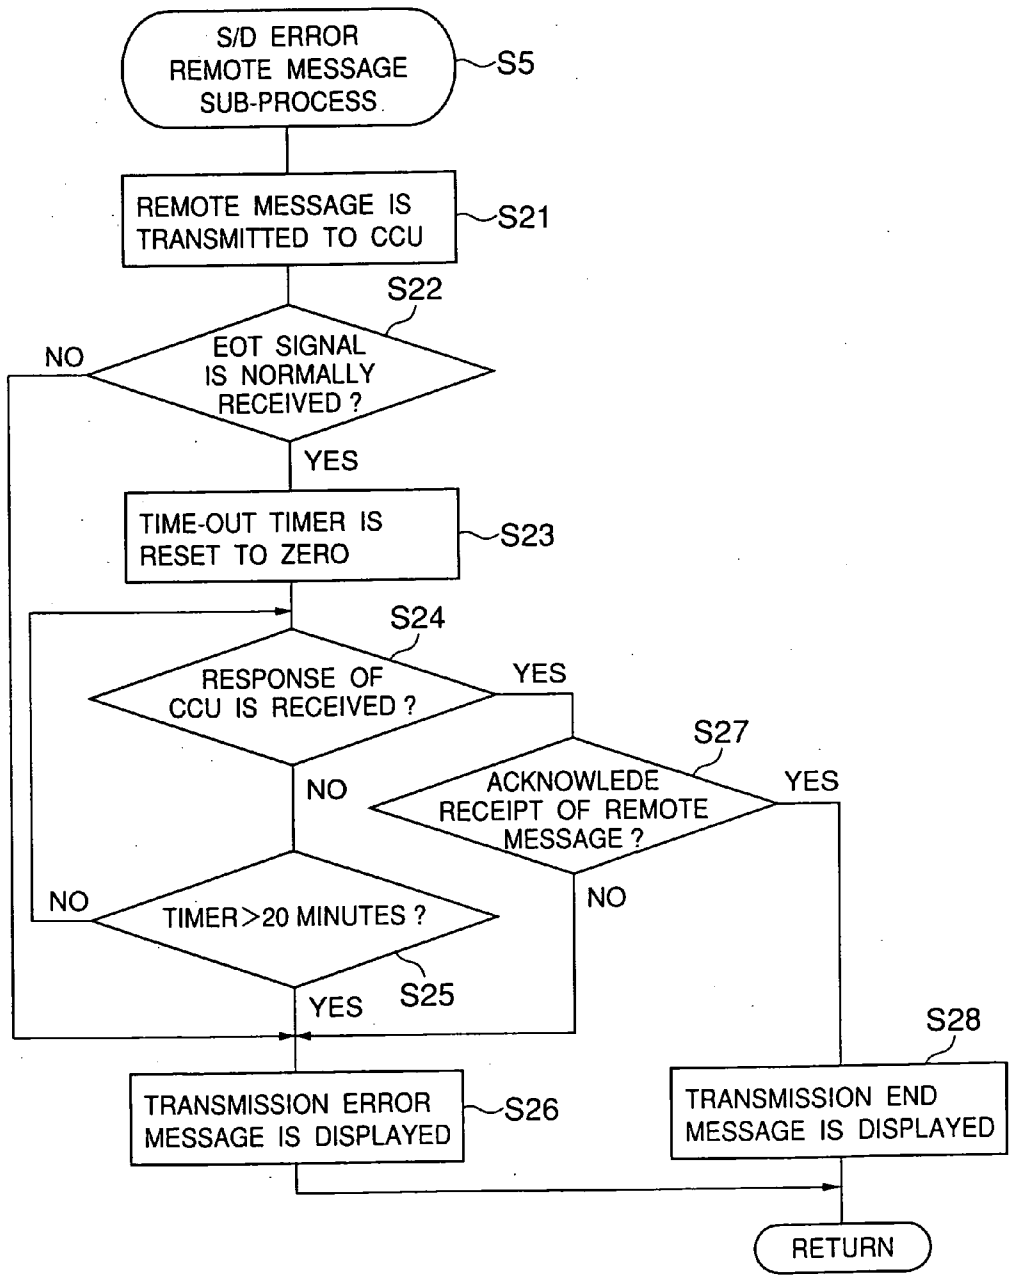 S/D ERROR
REMOTE MESSAGE
SUB-PROCESS
S5
REMOTE MESSAGE IS
TRANSMITTED TO CCU
S21
S22
NO
EOT SIGNAL
IS NORMALLY
RECEIVED ?
YES
TIME-OUT TIMER IS
RESET TO ZERO
S23
S24
RESPONSE OF
CCU IS RECEIVED ?
YES
NO
S27
ACKNOWLEDE
RECEIPT OF REMOTE
MESSAGE ?
YES
NO
NO
TIMER>20 MINUTES ?
S25
YES
S28
TRANSMISSION ERROR
MESSAGE IS DISPLAYED
S26
TRANSMISSION END
MESSAGE IS DISPLAYED
RETURN